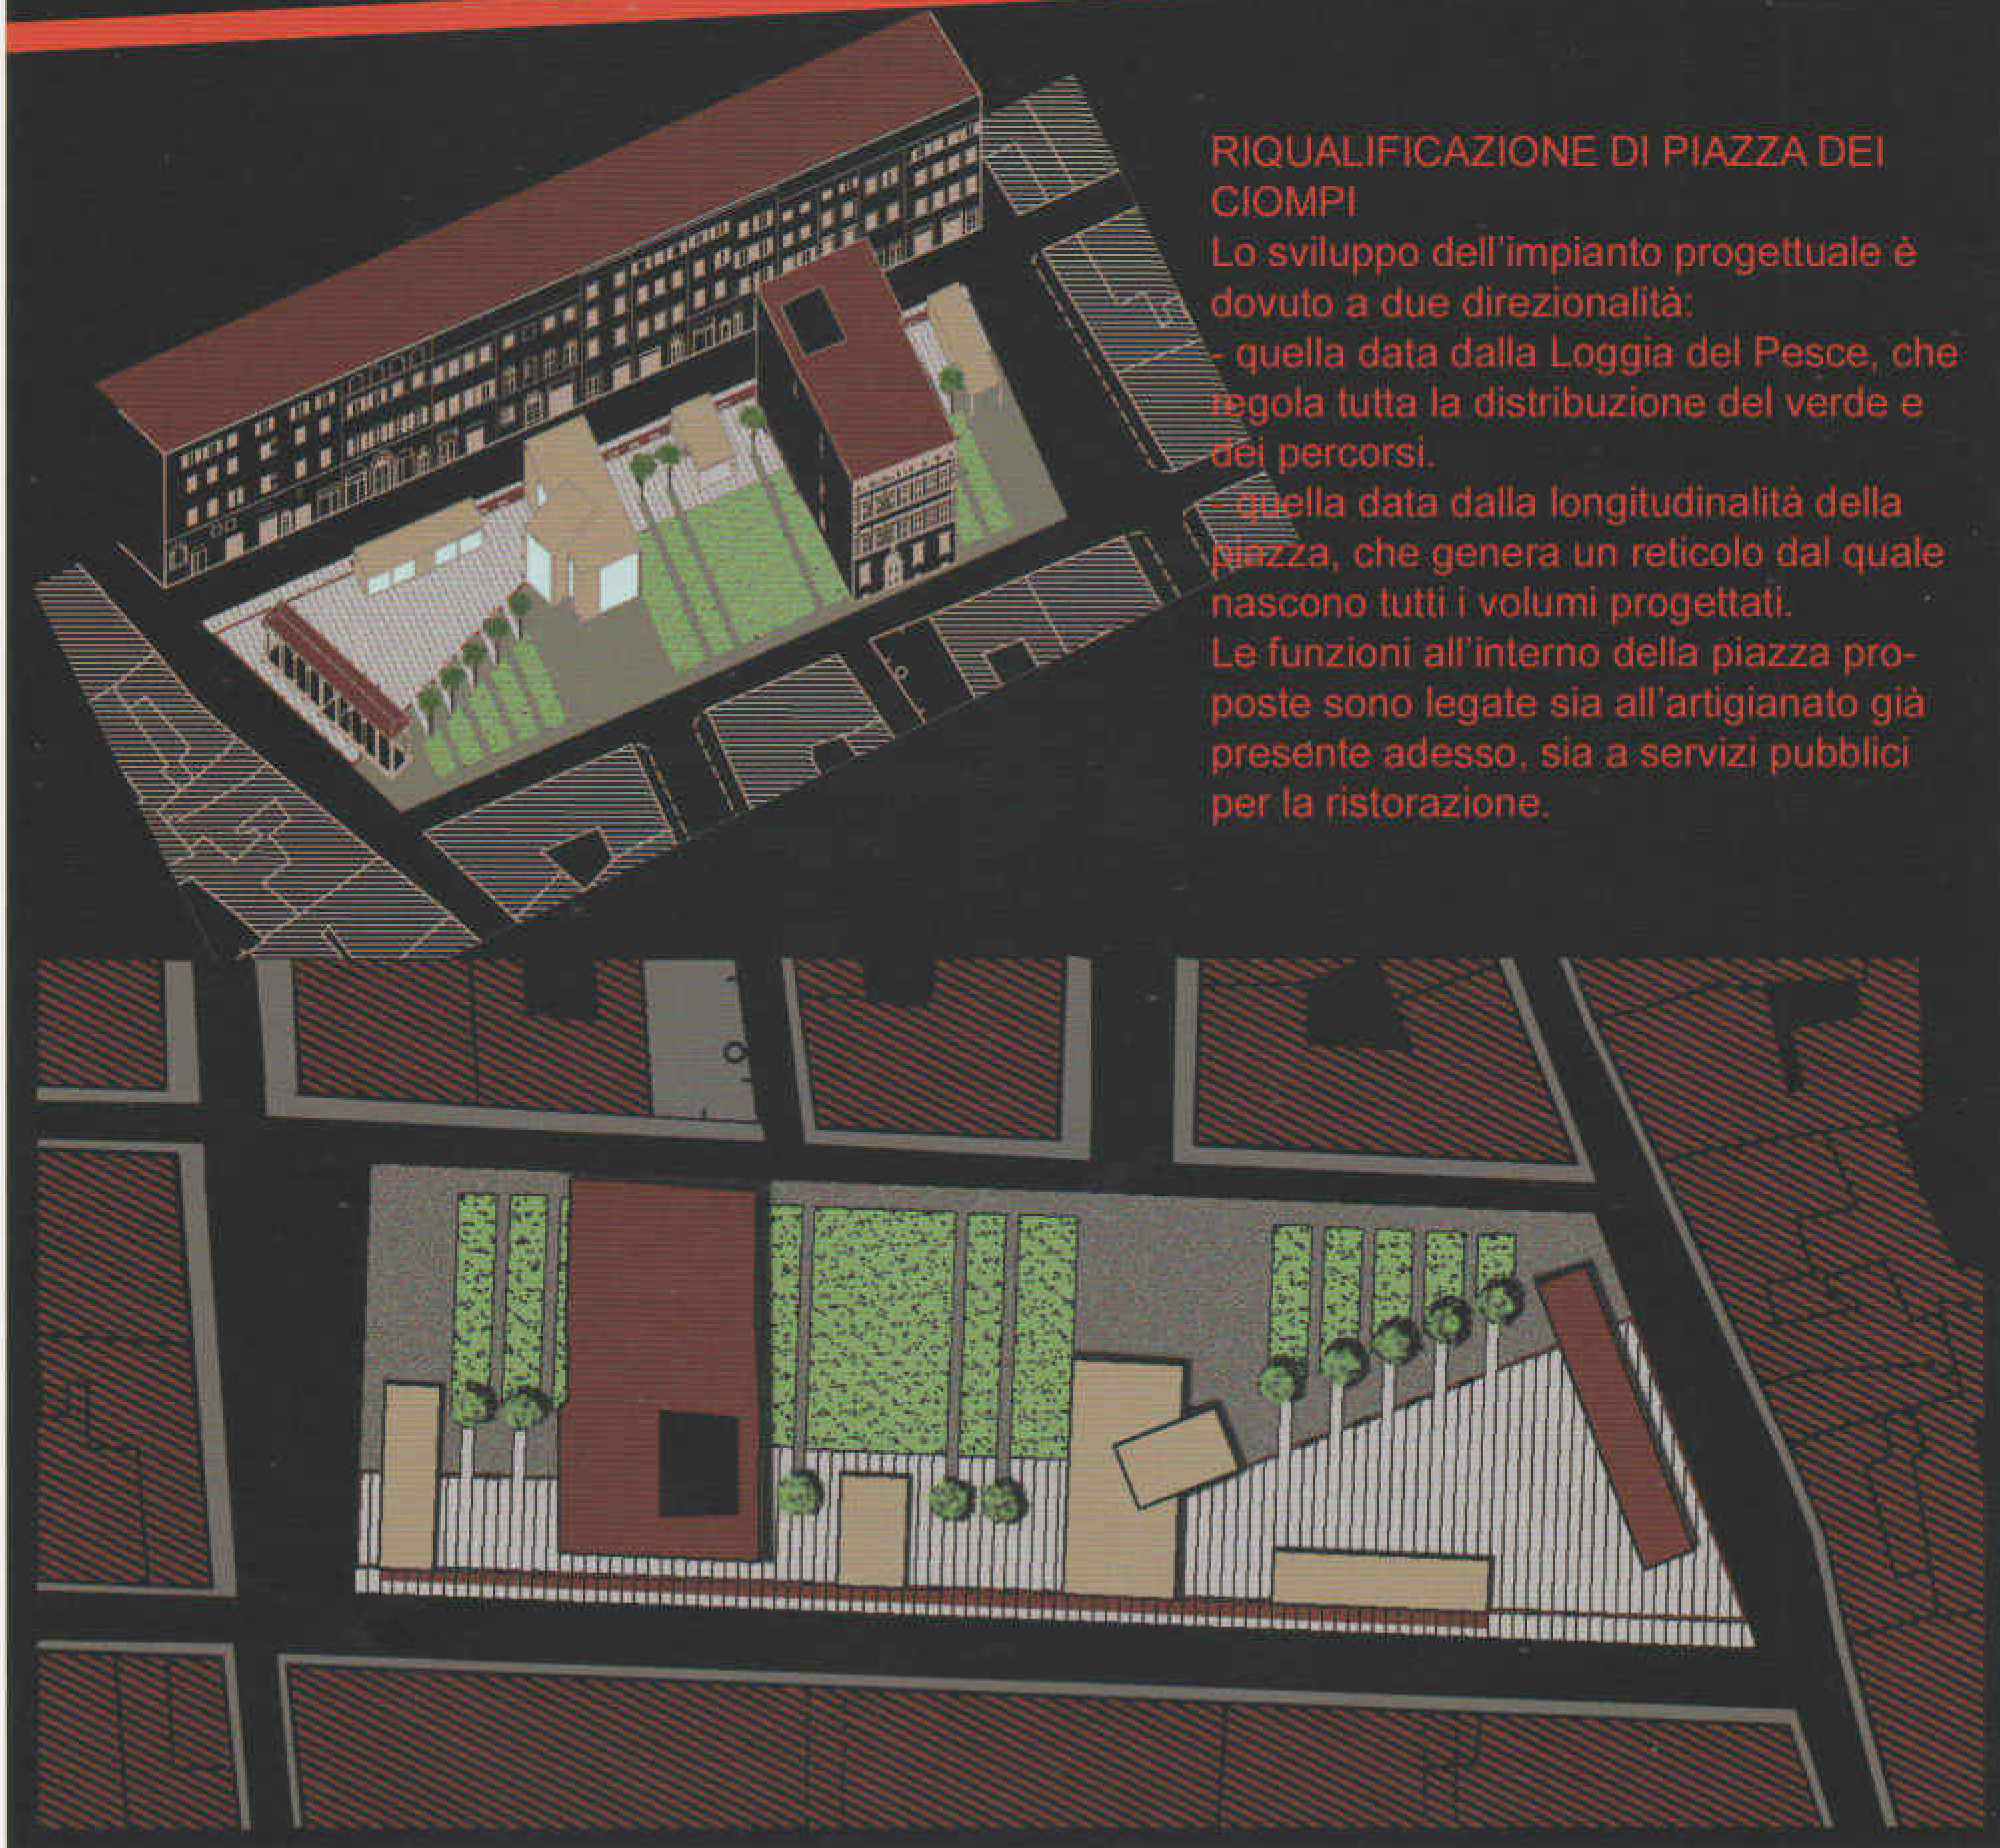 RIQUALIFICAZIONE DI PIAZZA DEI
CIOMPI
Lo sviluppo dell'impianto progettuale è
dovuto a due direzionalità:
- quella data dalla Loggia del Pesce, che
regola tutta la distribuzione del verde e
dei percorsi.
- quella data dalla longitudinalità della
piazza, che genera un reticolo dal quale
nascono tutti i volumi progettati.
Le funzioni all'interno della piazza pro-
poste sono legate sia all'artigianato già
presente adesso, sia a servizi pubblici
per la ristorazione.